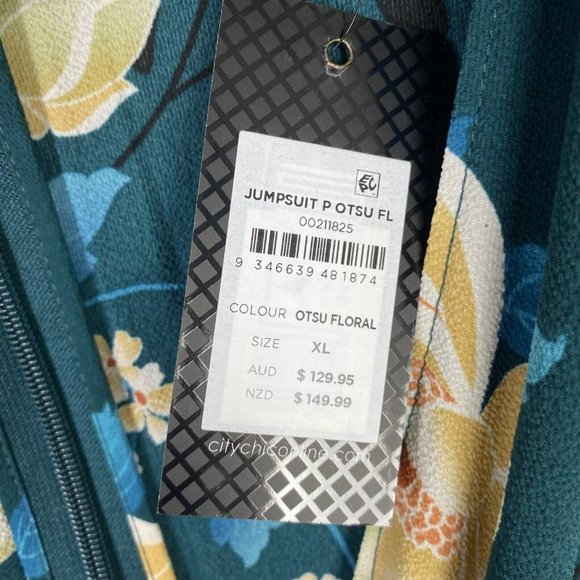 JUMPSUIT P OTSU FL
00211825
9 346639 481874
COLOUR OTSU FLORAL
SIZE XL
AUD $ 129.95
NZD $ 149.99
citychiconline.com